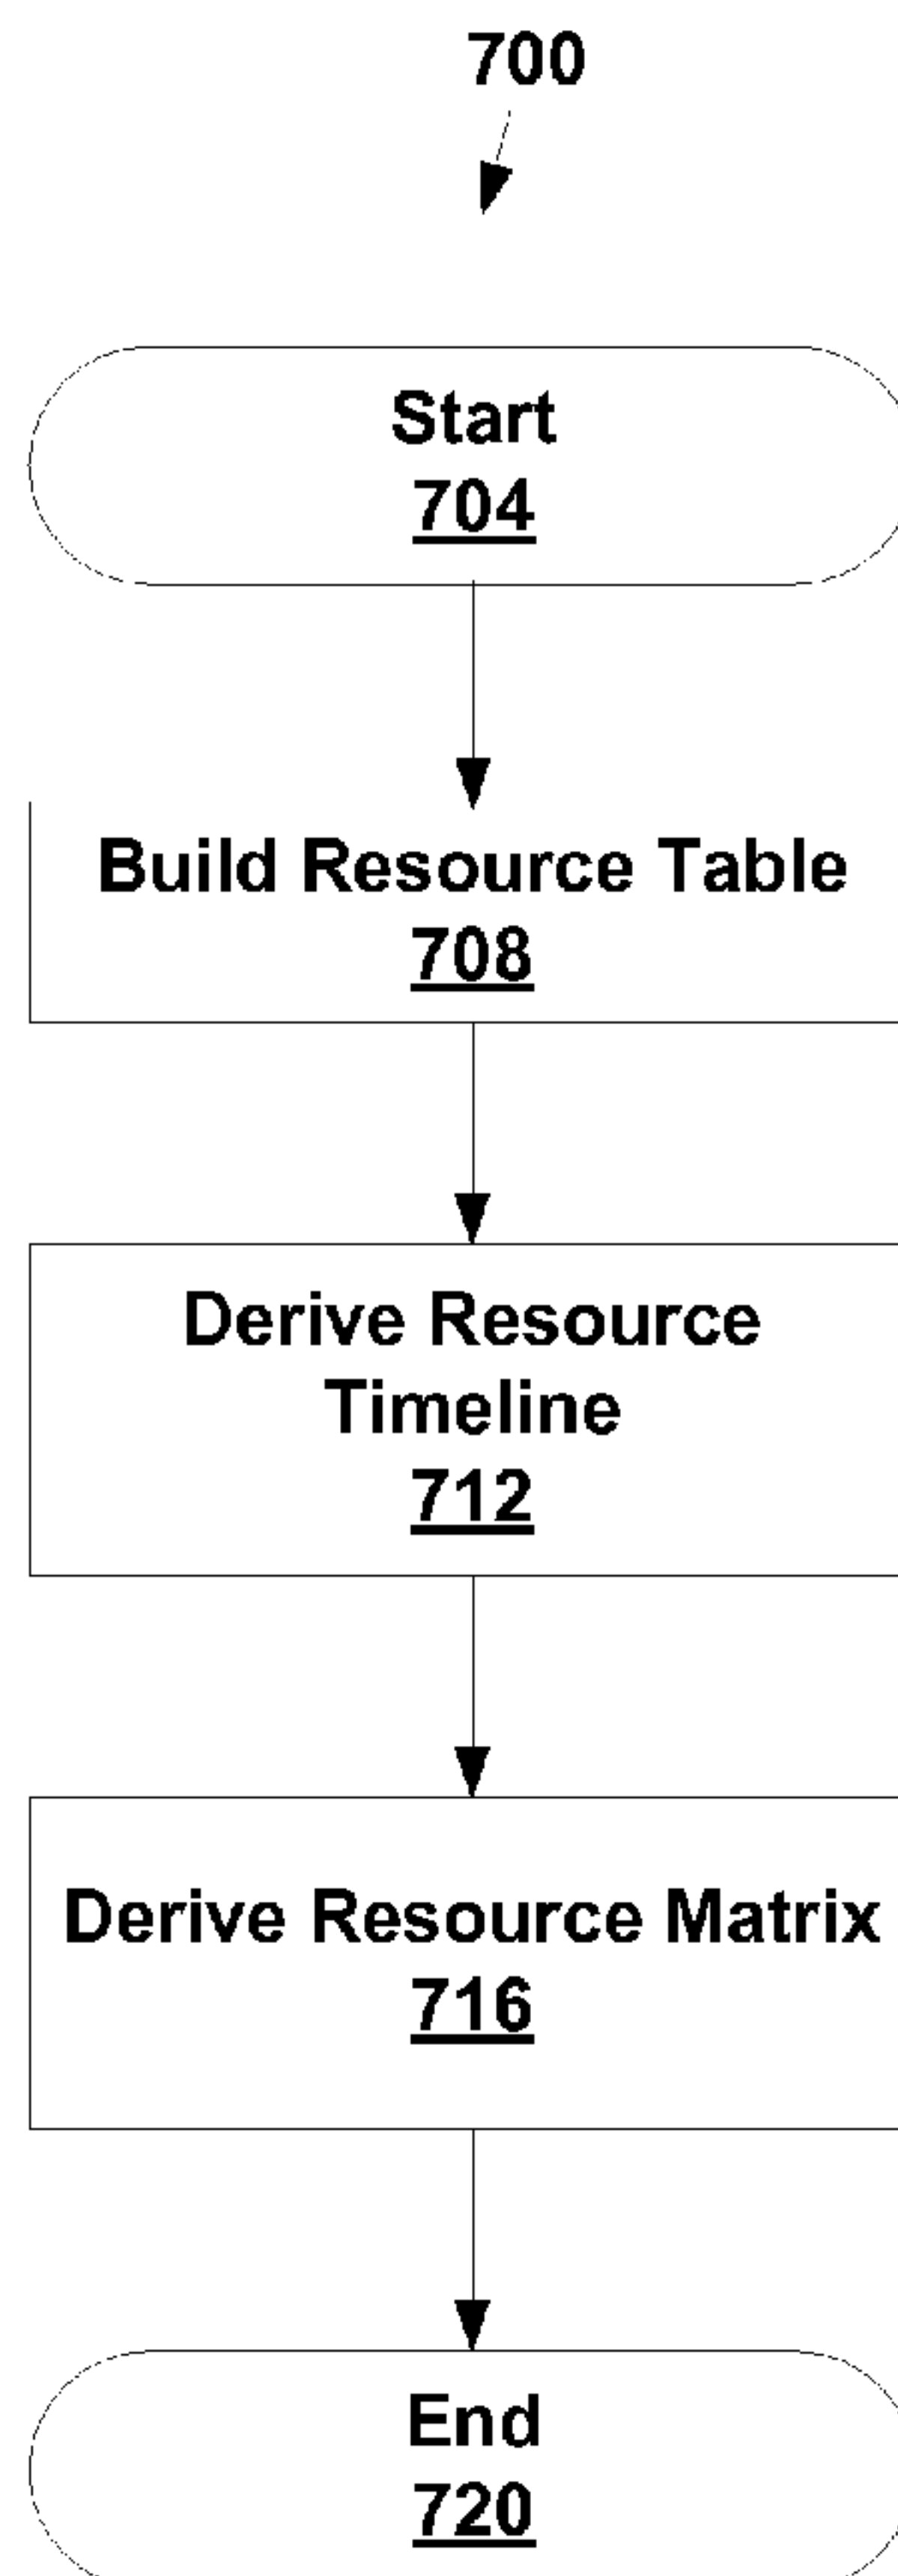 700
Start
704
Build Resource Table
708
Derive Resource
Timeline
712
Derive Resource Matrix
716
End
720